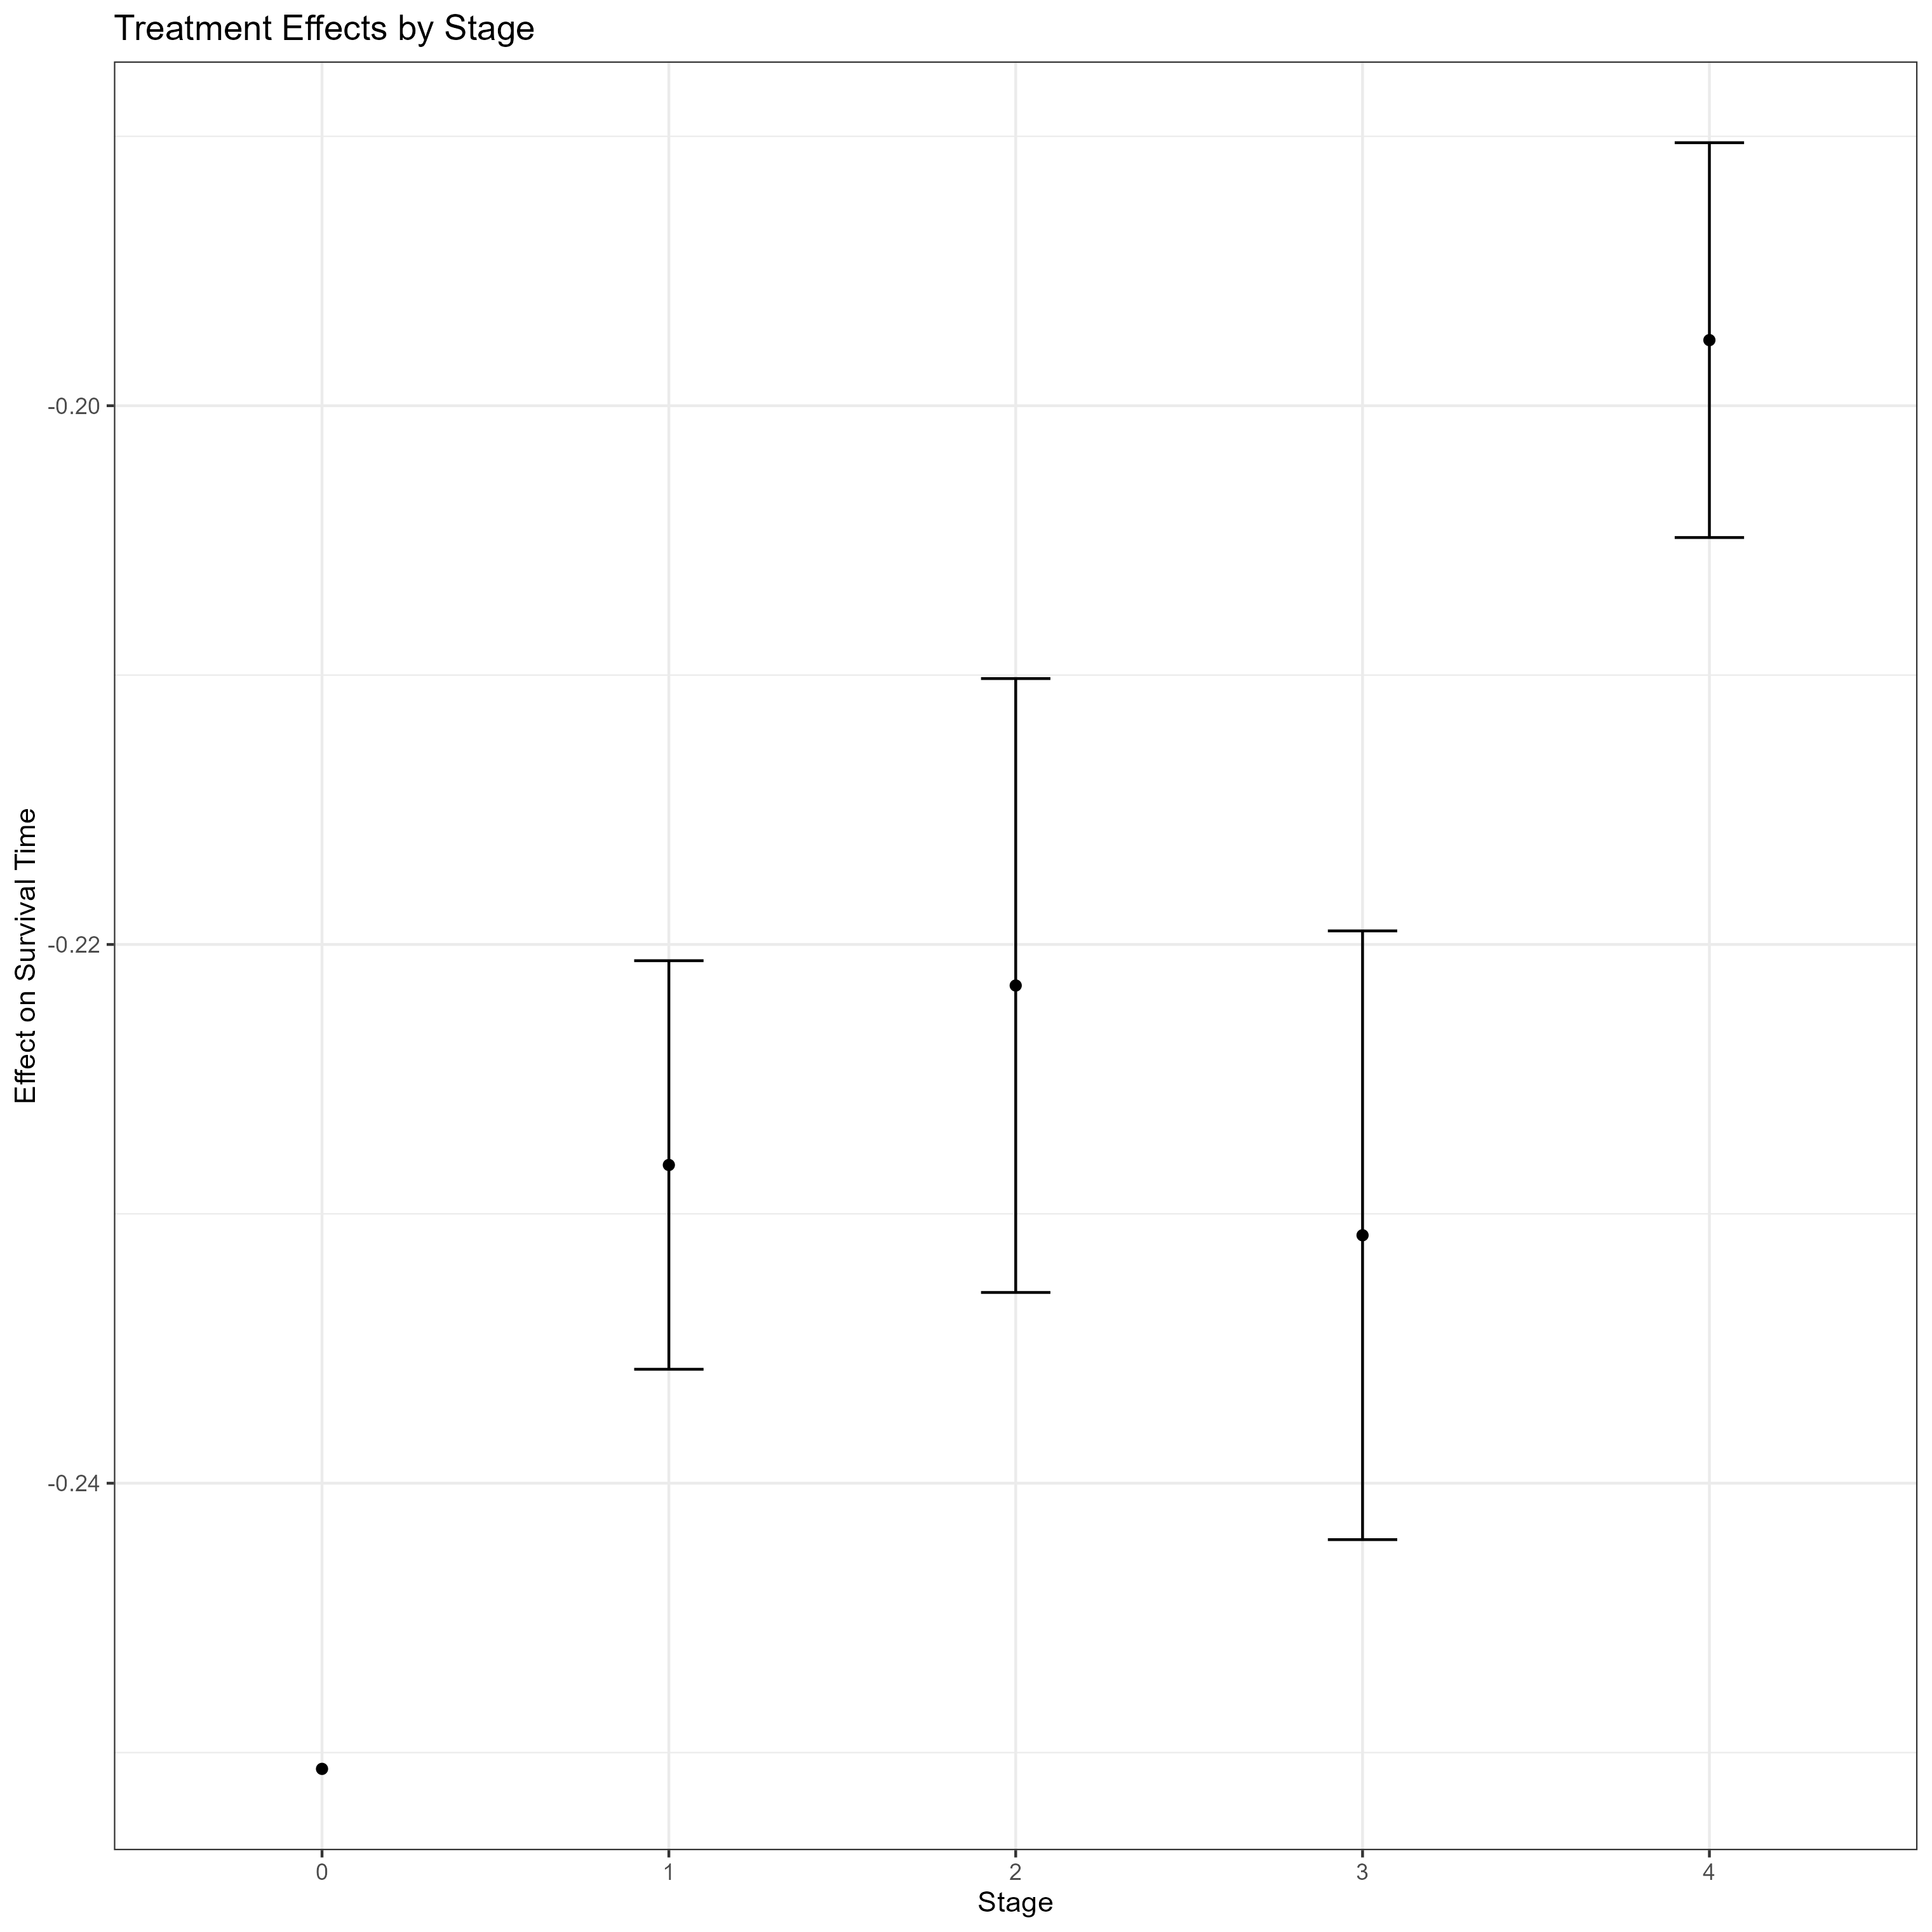 Treatment Effects by Stage
Effect on Survival Time
-0.20
-0.22
-0.24
0 1 2 3 4
Stage